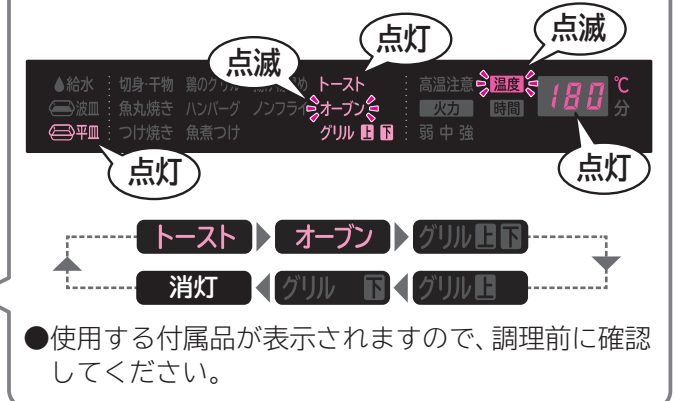 点滅
点灯
点滅
給水 切身・干物 鶏のグリル トースト 高温注意 温度 180 ℃
波皿 魚丸焼き ハンバーグ ノンフライ オーブン 火力 時間 分
平皿 つけ焼き 魚煮つけ グリル 上 下 弱 中 強
点灯
点灯
トースト オーブン グリル 上 下
消灯 グリル 下 グリル 上
●使用する付属品が表示されますので、調理前に確認
してください。